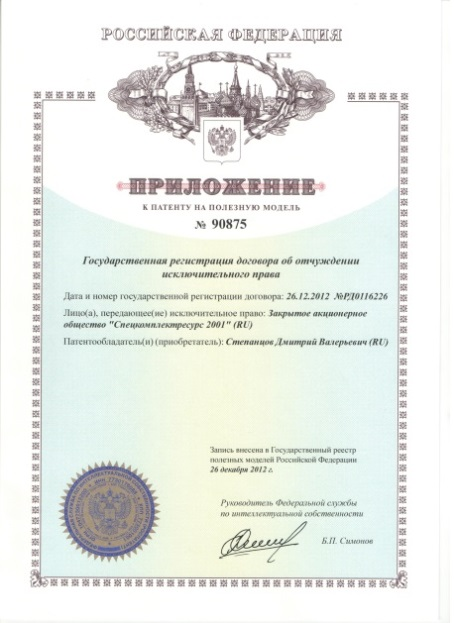 РОССИЙСКАЯ ФЕДЕРАЦИЯ
ПРИЛОЖЕНИЕ
К ПАТЕНТУ НА ПОЛЕЗНУЮ МОДЕЛЬ
№ 90875
Государственная регистрация договора об отчуждении
исключительного права
Дата и номер государственной регистрации договора: 26.12.2012 №РД0116226
Лицо(а), передающее(ие) исключительное право: Закрытое акционерное
общество "Спецкомплектресурс 2001" (RU)
Патентообладатель(и) (приобретатель): Степанцов Дмитрий Валерьевич (RU)
Запись внесена в Государственный реестр
полезных моделей Российской Федерации
26 декабря 2012 г.
Руководитель Федеральной службы
по интеллектуальной собственности
Б.П. Симонов